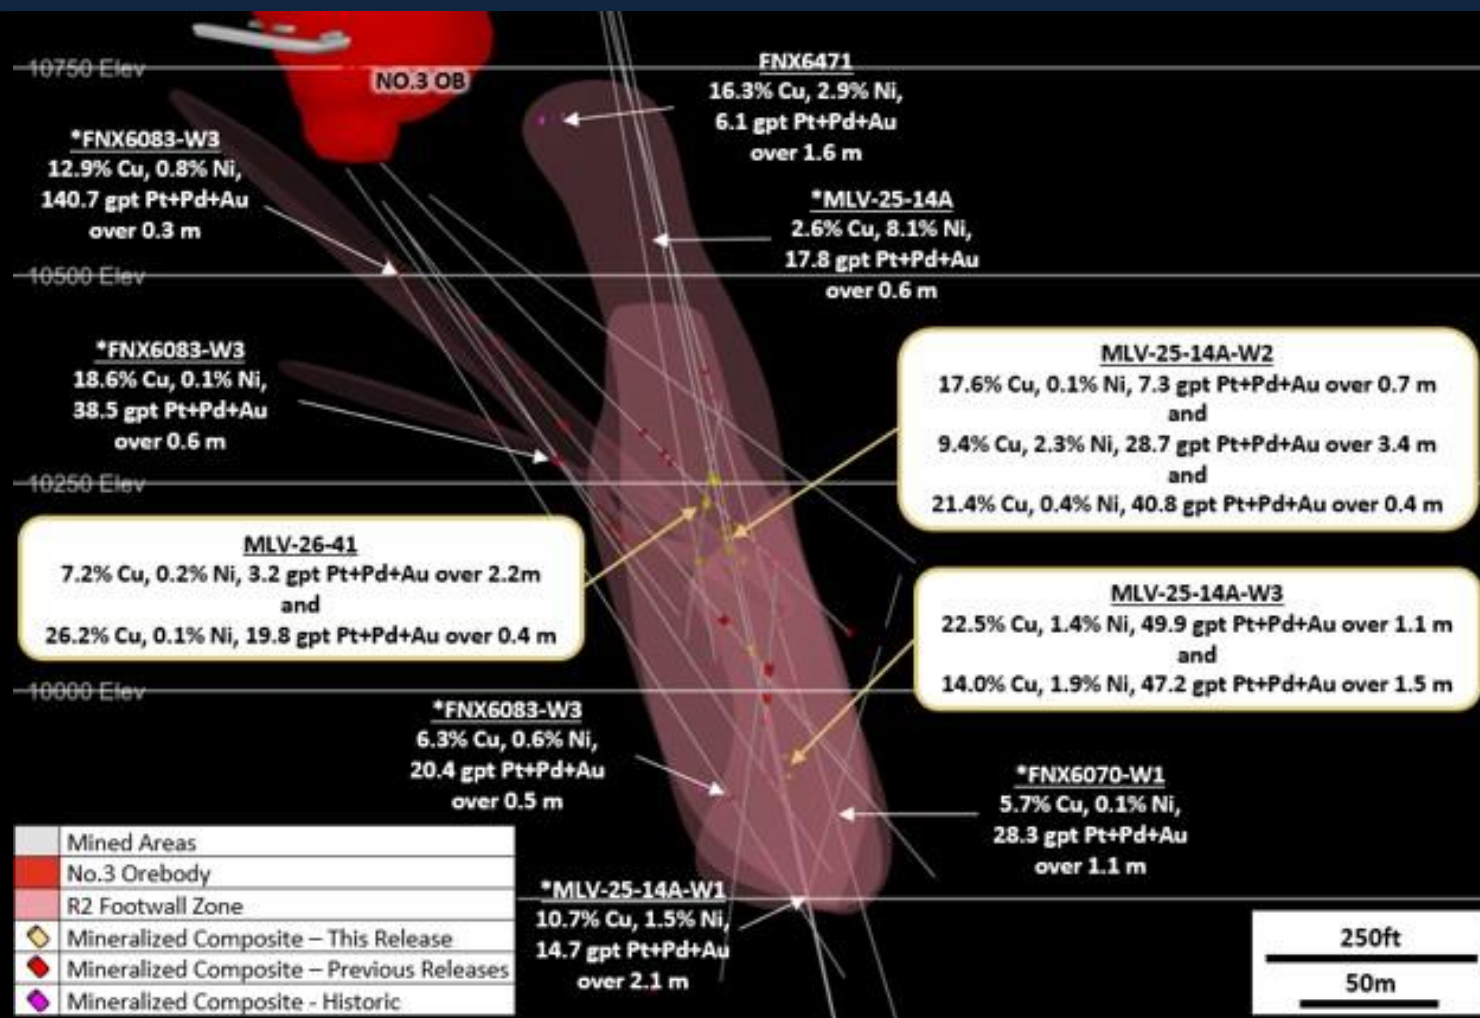 10750 Elev
NO.3 OB
FNX6471
16.3% Cu, 2.9% Ni,
6.1 gpt Pt+Pd+Au
over 1.6 m
*FNX6083-W3
12.9% Cu, 0.8% Ni,
140.7 gpt Pt+Pd+Au
over 0.3 m
*MLV-25-14A
2.6% Cu, 8.1% Ni,
17.8 gpt Pt+Pd+Au
over 0.6 m
10500 Elev
*FNX6083-W3
18.6% Cu, 0.1% Ni,
38.5 gpt Pt+Pd+Au
over 0.6 m
MLV-25-14A-W2
17.6% Cu, 0.1% Ni, 7.3 gpt Pt+Pd+Au over 0.7 m
and
9.4% Cu, 2.3% Ni, 28.7 gpt Pt+Pd+Au over 3.4 m
and
21.4% Cu, 0.4% Ni, 40.8 gpt Pt+Pd+Au over 0.4 m
10250 Elev
MLV-26-41
7.2% Cu, 0.2% Ni, 3.2 gpt Pt+Pd+Au over 2.2m
and
26.2% Cu, 0.1% Ni, 19.8 gpt Pt+Pd+Au over 0.4 m
MLV-25-14A-W3
22.5% Cu, 1.4% Ni, 49.9 gpt Pt+Pd+Au over 1.1 m
and
14.0% Cu, 1.9% Ni, 47.2 gpt Pt+Pd+Au over 1.5 m
10000 Elev
*FNX6083-W3
6.3% Cu, 0.6% Ni,
20.4 gpt Pt+Pd+Au
over 0.5 m
*FNX6070-W1
5.7% Cu, 0.1% Ni,
28.3 gpt Pt+Pd+Au
over 1.1 m
*MLV-25-14A-W1
10.7% Cu, 1.5% Ni,
14.7 gpt Pt+Pd+Au
over 2.1 m
Mined Areas
No.3 Orebody
R2 Footwall Zone
Mineralized Composite – This Release
Mineralized Composite – Previous Releases
Mineralized Composite - Historic
250ft
50m